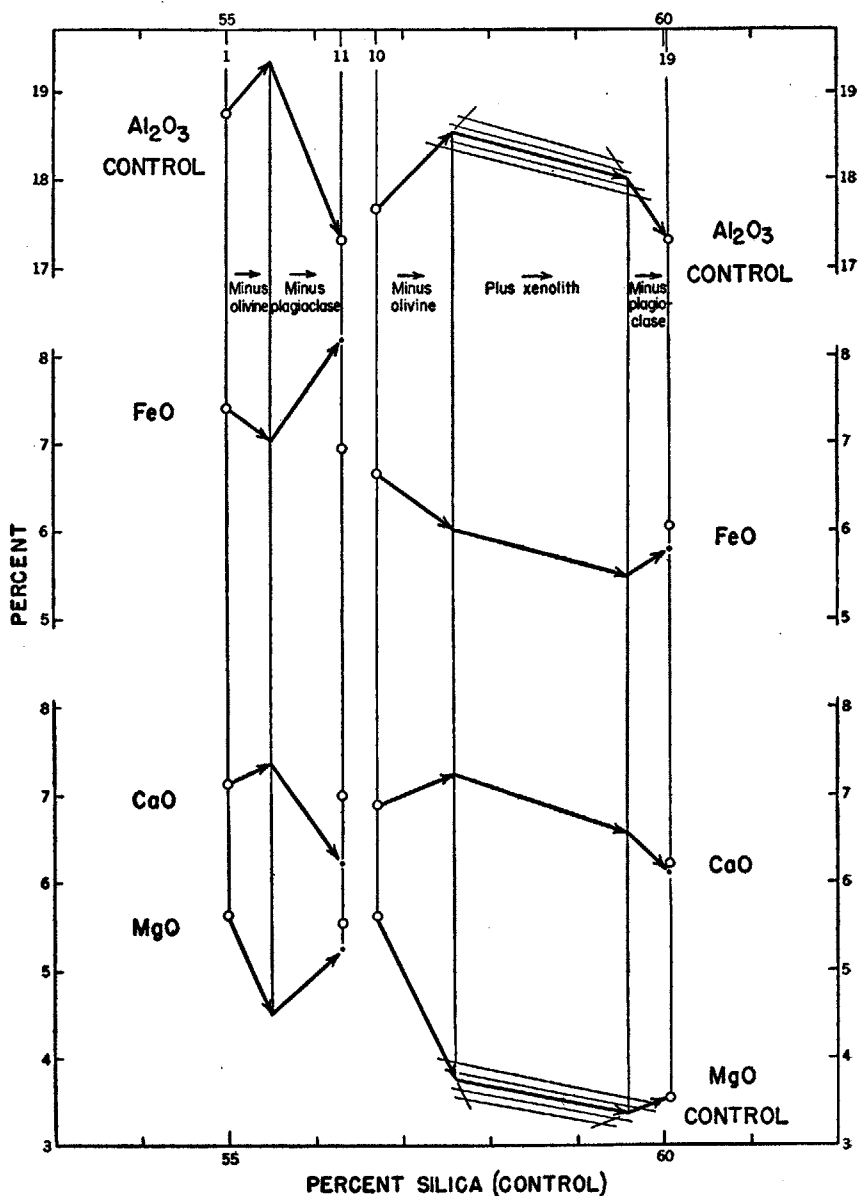 55 60
1 11 10 19
19 19
Al2O3
CONTROL
18 18
Al2O3
CONTROL
17 17
Minus olivine
Minus plagioclase
Minus olivine
Plus xenolith
Minus plagio-clase
8 8
FeO
7 7
6 6
FeO
5 5
PERCENT
8 8
CaO
7 7
6 6
CaO
MgO
5 5
4 4
MgO
CONTROL
3 3
55 60
PERCENT SILICA (CONTROL)